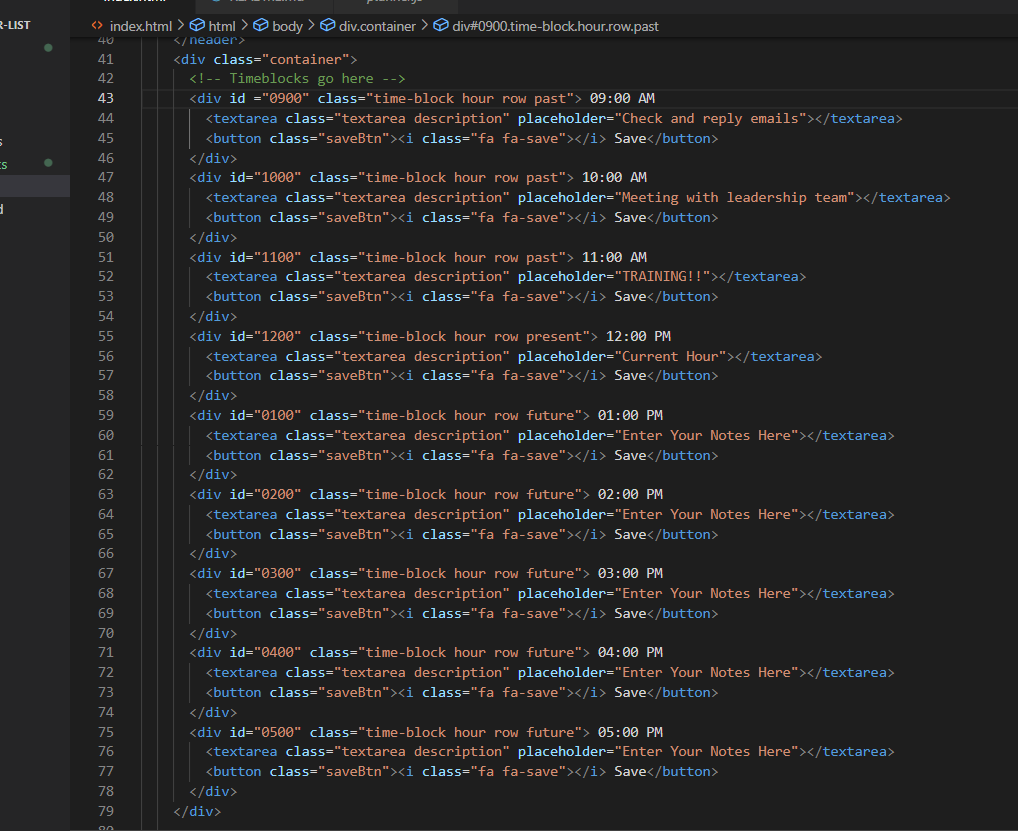 R-LIST
index.html > html > body > div.container > div#0900.time-block.hour.row.past
40 </header>
41 <div class="container">
42 <!-- Timeblocks go here -->
43 <div id ="0900" class="time-block hour row past"> 09:00 AM
44 <textarea class="textarea description" placeholder="Check and reply emails"></textarea>
45 <button class="saveBtn"><i class="fa fa-save"></i> Save</button>
46 </div>
47 <div id="1000" class="time-block hour row past"> 10:00 AM
48 <textarea class="textarea description" placeholder="Meeting with leadership team"></textarea>
49 <button class="saveBtn"><i class="fa fa-save"></i> Save</button>
50 </div>
51 <div id="1100" class="time-block hour row past"> 11:00 AM
52 <textarea class="textarea description" placeholder="TRAINING!!"></textarea>
53 <button class="saveBtn"><i class="fa fa-save"></i> Save</button>
54 </div>
55 <div id="1200" class="time-block hour row present"> 12:00 PM
56 <textarea class="textarea description" placeholder="Current Hour"></textarea>
57 <button class="saveBtn"><i class="fa fa-save"></i> Save</button>
58 </div>
59 <div id="0100" class="time-block hour row future"> 01:00 PM
60 <textarea class="textarea description" placeholder="Enter Your Notes Here"></textarea>
61 <button class="saveBtn"><i class="fa fa-save"></i> Save</button>
62 </div>
63 <div id="0200" class="time-block hour row future"> 02:00 PM
64 <textarea class="textarea description" placeholder="Enter Your Notes Here"></textarea>
65 <button class="saveBtn"><i class="fa fa-save"></i> Save</button>
66 </div>
67 <div id="0300" class="time-block hour row future"> 03:00 PM
68 <textarea class="textarea description" placeholder="Enter Your Notes Here"></textarea>
69 <button class="saveBtn"><i class="fa fa-save"></i> Save</button>
70 </div>
71 <div id="0400" class="time-block hour row future"> 04:00 PM
72 <textarea class="textarea description" placeholder="Enter Your Notes Here"></textarea>
73 <button class="saveBtn"><i class="fa fa-save"></i> Save</button>
74 </div>
75 <div id="0500" class="time-block hour row future"> 05:00 PM
76 <textarea class="textarea description" placeholder="Enter Your Notes Here"></textarea>
77 <button class="saveBtn"><i class="fa fa-save"></i> Save</button>
78 </div>
79 </div>